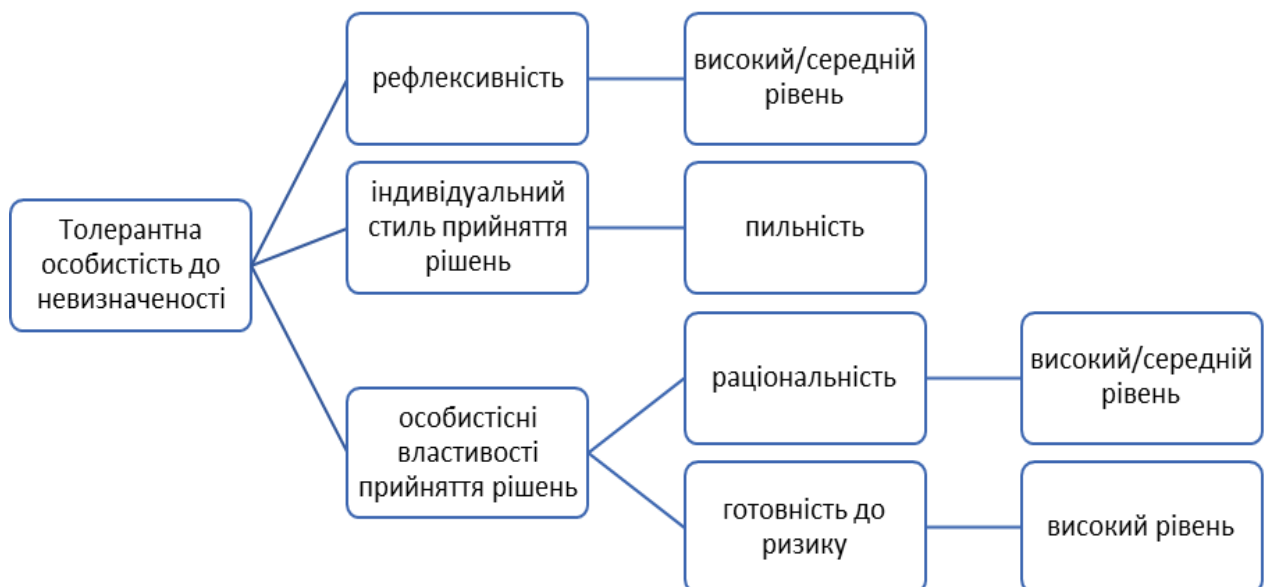 Толерантна
особистість до
невизначеності
рефлексивність
високий/середній
рівень
індивідуальний
стиль прийняття
рішень
пильність
особистісні
властивості
прийняття рішень
раціональність
високий/середній
рівень
готовність до
ризику
високий рівень